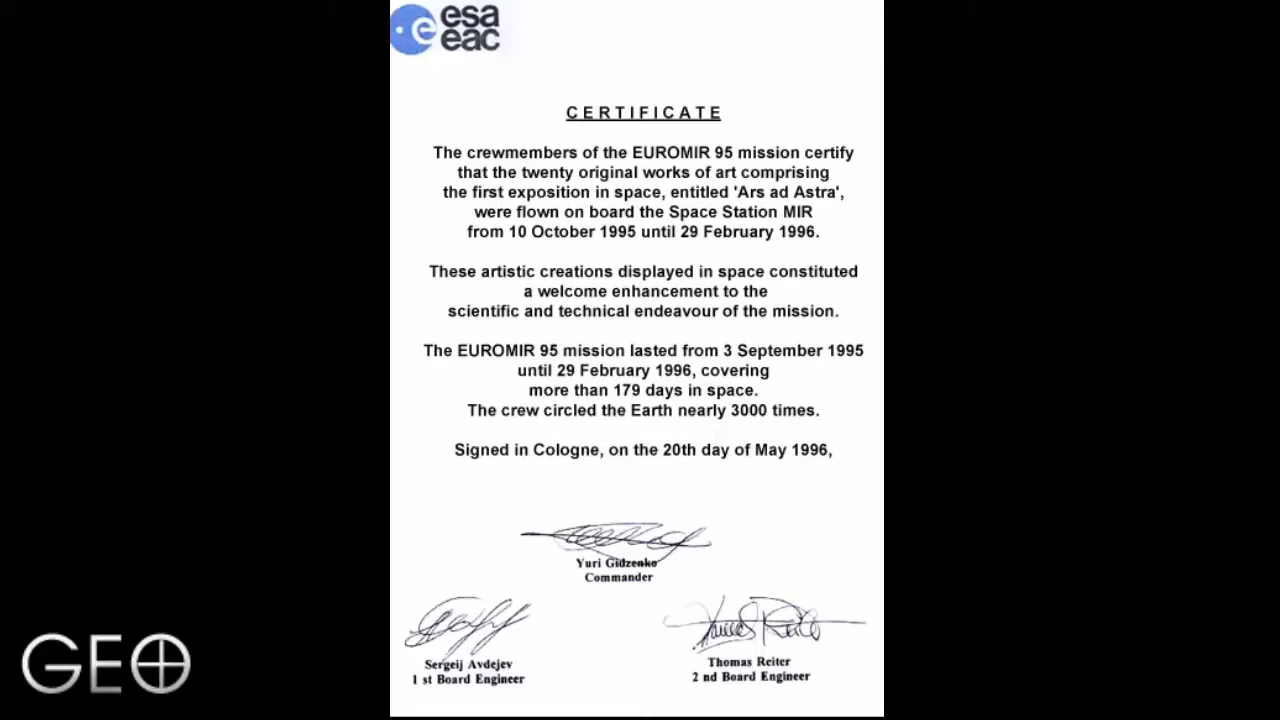 esa
eac
CERTIFICATE
The crewmembers of the EUROMIR 95 mission certify
that the twenty original works of art comprising
the first exposition in space, entitled 'Ars ad Astra',
were flown on board the Space Station MIR
from 10 October 1995 until 29 February 1996.
These artistic creations displayed in space constituted
a welcome enhancement to the
scientific and technical endeavour of the mission.
The EUROMIR 95 mission lasted from 3 September 1995
until 29 February 1996, covering
more than 179 days in space.
The crew circled the Earth nearly 3000 times.
Signed in Cologne, on the 20th day of May 1996,
Yuri Gidzenko
Commander
Sergeij Avdejev
1 st Board Engineer
Thomas Reiter
2 nd Board Engineer
GEO